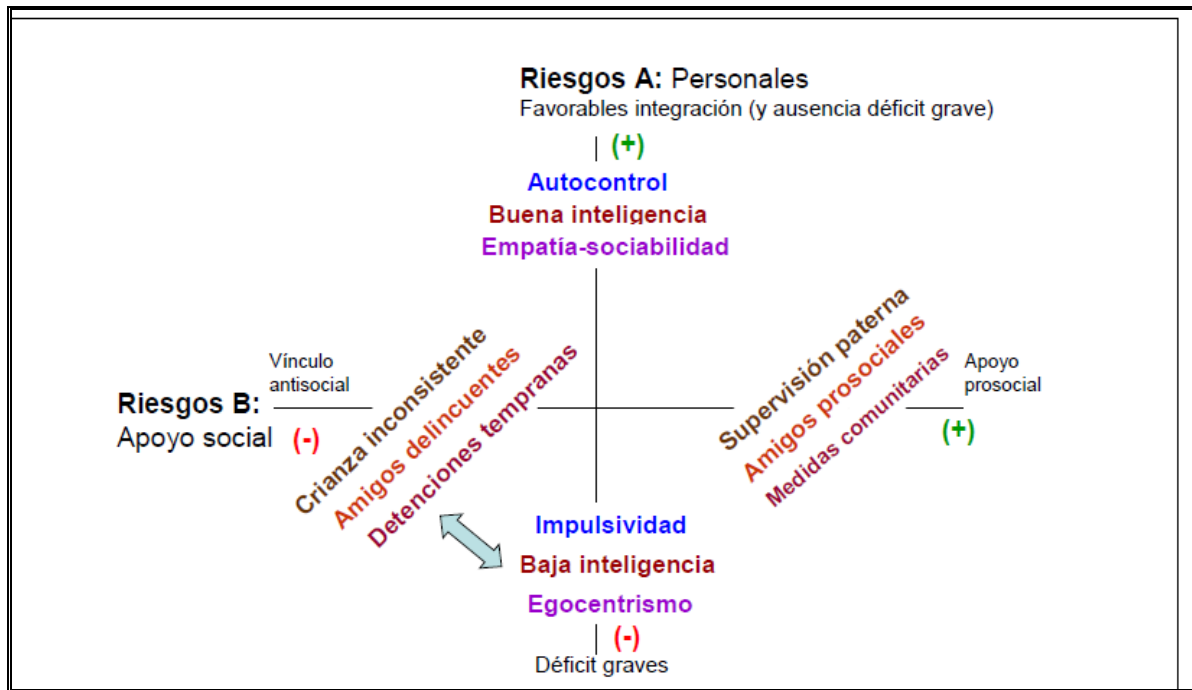 Riesgos A: Personales
Favorables integración (y ausencia déficit grave)
(+)
Autocontrol
Buena inteligencia
Empatía-sociabilidad
Vínculo
antisocial
Riesgos B:
Apoyo social (-)
Crianza inconsistente
Amigos delincuentes
Detenciones tempranas
Supervisión paterna
Amigos prosociales
Medidas comunitarias
Apoyo
prosocial
(+)
Impulsividad
Baja inteligencia
Egocentrismo
(-)
Déficit graves